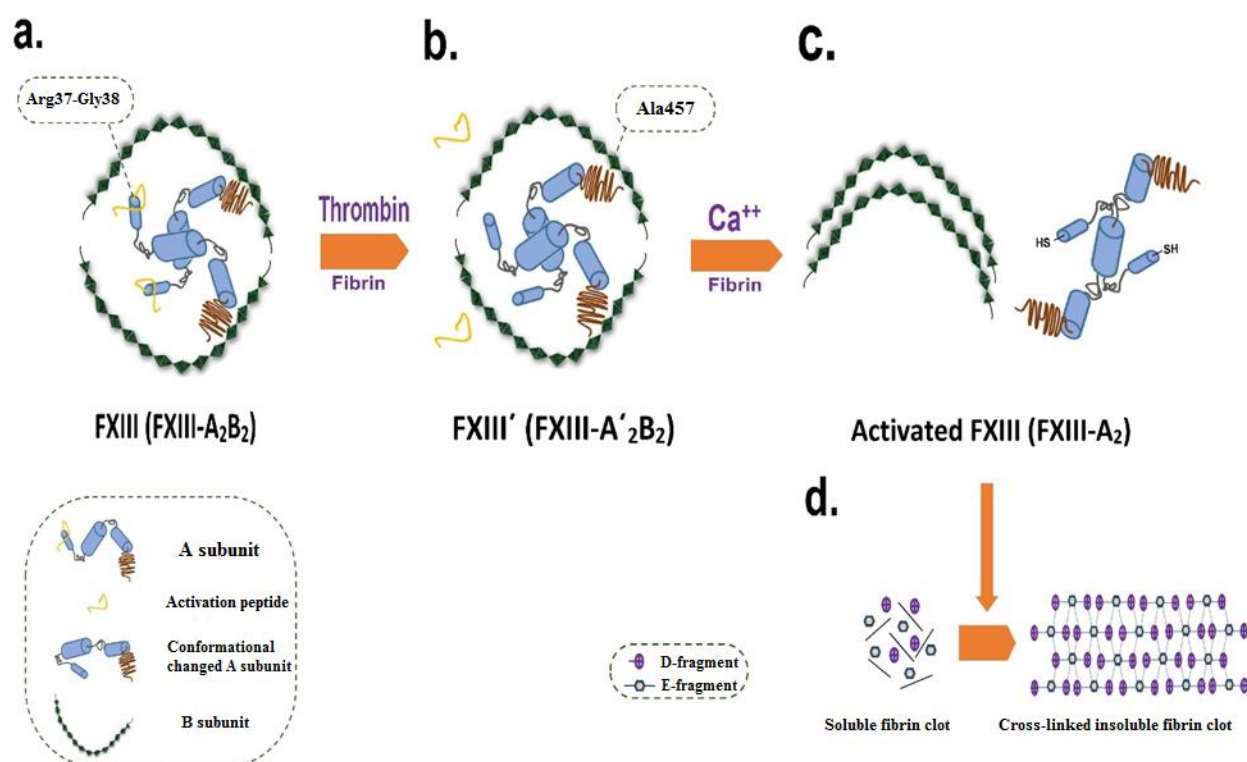 a.
b.
c.
Arg37-Gly38
Ala457
Thrombin
Fibrin
Ca⁺⁺
Fibrin
HS
SH
FXIII (FXIII-A₂B₂)
FXIII´ (FXIII-A´₂B₂)
Activated FXIII (FXIII-A₂)
d.
A subunit
Activation peptide
Conformational
changed A subunit
B subunit
D-fragment
E-fragment
Soluble fibrin clot
Cross-linked insoluble fibrin clot